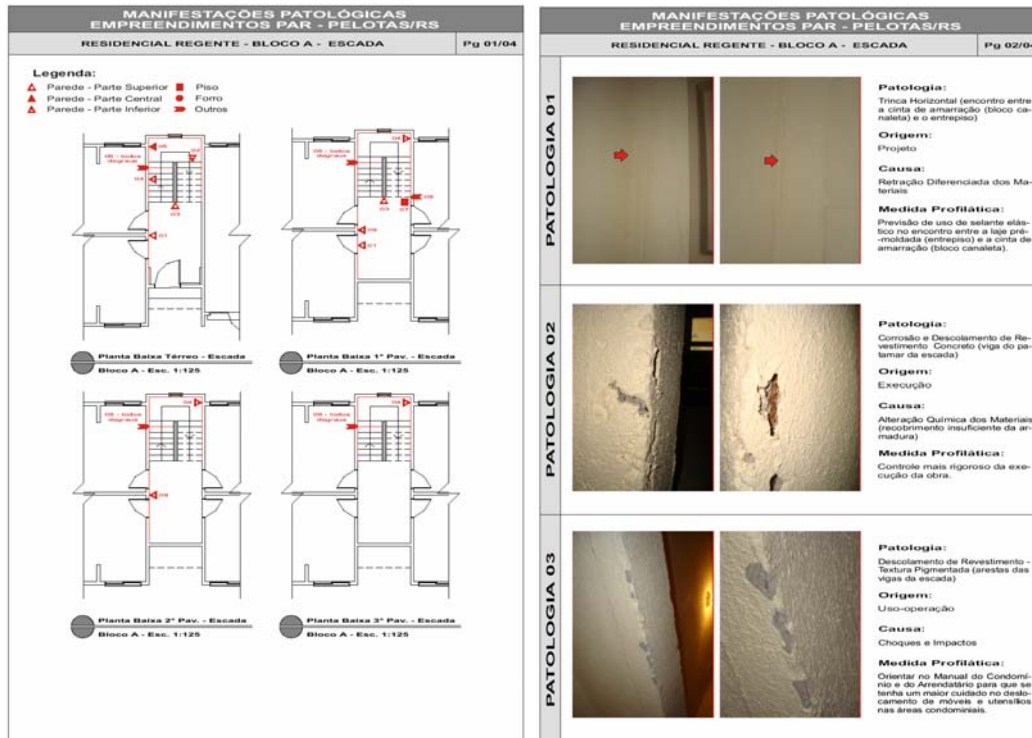 MANIFESTAÇÕES PATOLÓGICAS
EMPREENDIMENTOS PAR - PELOTAS/RS
RESIDENCIAL REGENTE - BLOCO A - ESCADA
Pg 01/04
Legenda:
Parede - Parte Superior
Piso
Parede - Parte Central
Forro
Parede - Parte Inferior
Outros
Planta Baixa Térreo - Escada
Bloco A - Esc. 1:125
Planta Baixa 1º Pav. - Escada
Bloco A - Esc. 1:125
Planta Baixa 2º Pav. - Escada
Bloco A - Esc. 1:125
Planta Baixa 3º Pav. - Escada
Bloco A - Esc. 1:125
MANIFESTAÇÕES PATOLÓGICAS
EMPREENDIMENTOS PAR - PELOTAS/RS
RESIDENCIAL REGENTE - BLOCO A - ESCADA
Pg 02/04
PATOLOGIA 01
Patologia:
Trinca Horizontal (encontro entre
a cinta de amarração (bloco ca-
naleta) e o entrepiso)
Origem:
Projeto
Causa:
Retração Diferenciada dos Ma-
teriais
Medida Profilática:
Previsão de uso de selante elás-
tico no encontro entre a laje pré-
-moldada (entrepiso) e a cinta de
amarração (bloco canaleta).
PATOLOGIA 02
Patologia:
Corrosão e Descolamento de Re-
vestimento Concreto (viga do pa-
tamar da escada)
Origem:
Execução
Causa:
Alteração Química dos Materiais
(recobrimento insuficiente da ar-
madura)
Medida Profilática:
Controle mais rigoroso da exe-
cução da obra.
PATOLOGIA 03
Patologia:
Descolamento de Revestimento -
Textura Pigmentada (arestas das
vigas da escada)
Origem:
Uso-operação
Causa:
Choques e Impactos
Medida Profilática:
Orientar no Manual do Condomí-
nio e do Arrendatário para que se
tenha um maior cuidado no deslo-
camento de móveis e utensílios
nas áreas condominiais.